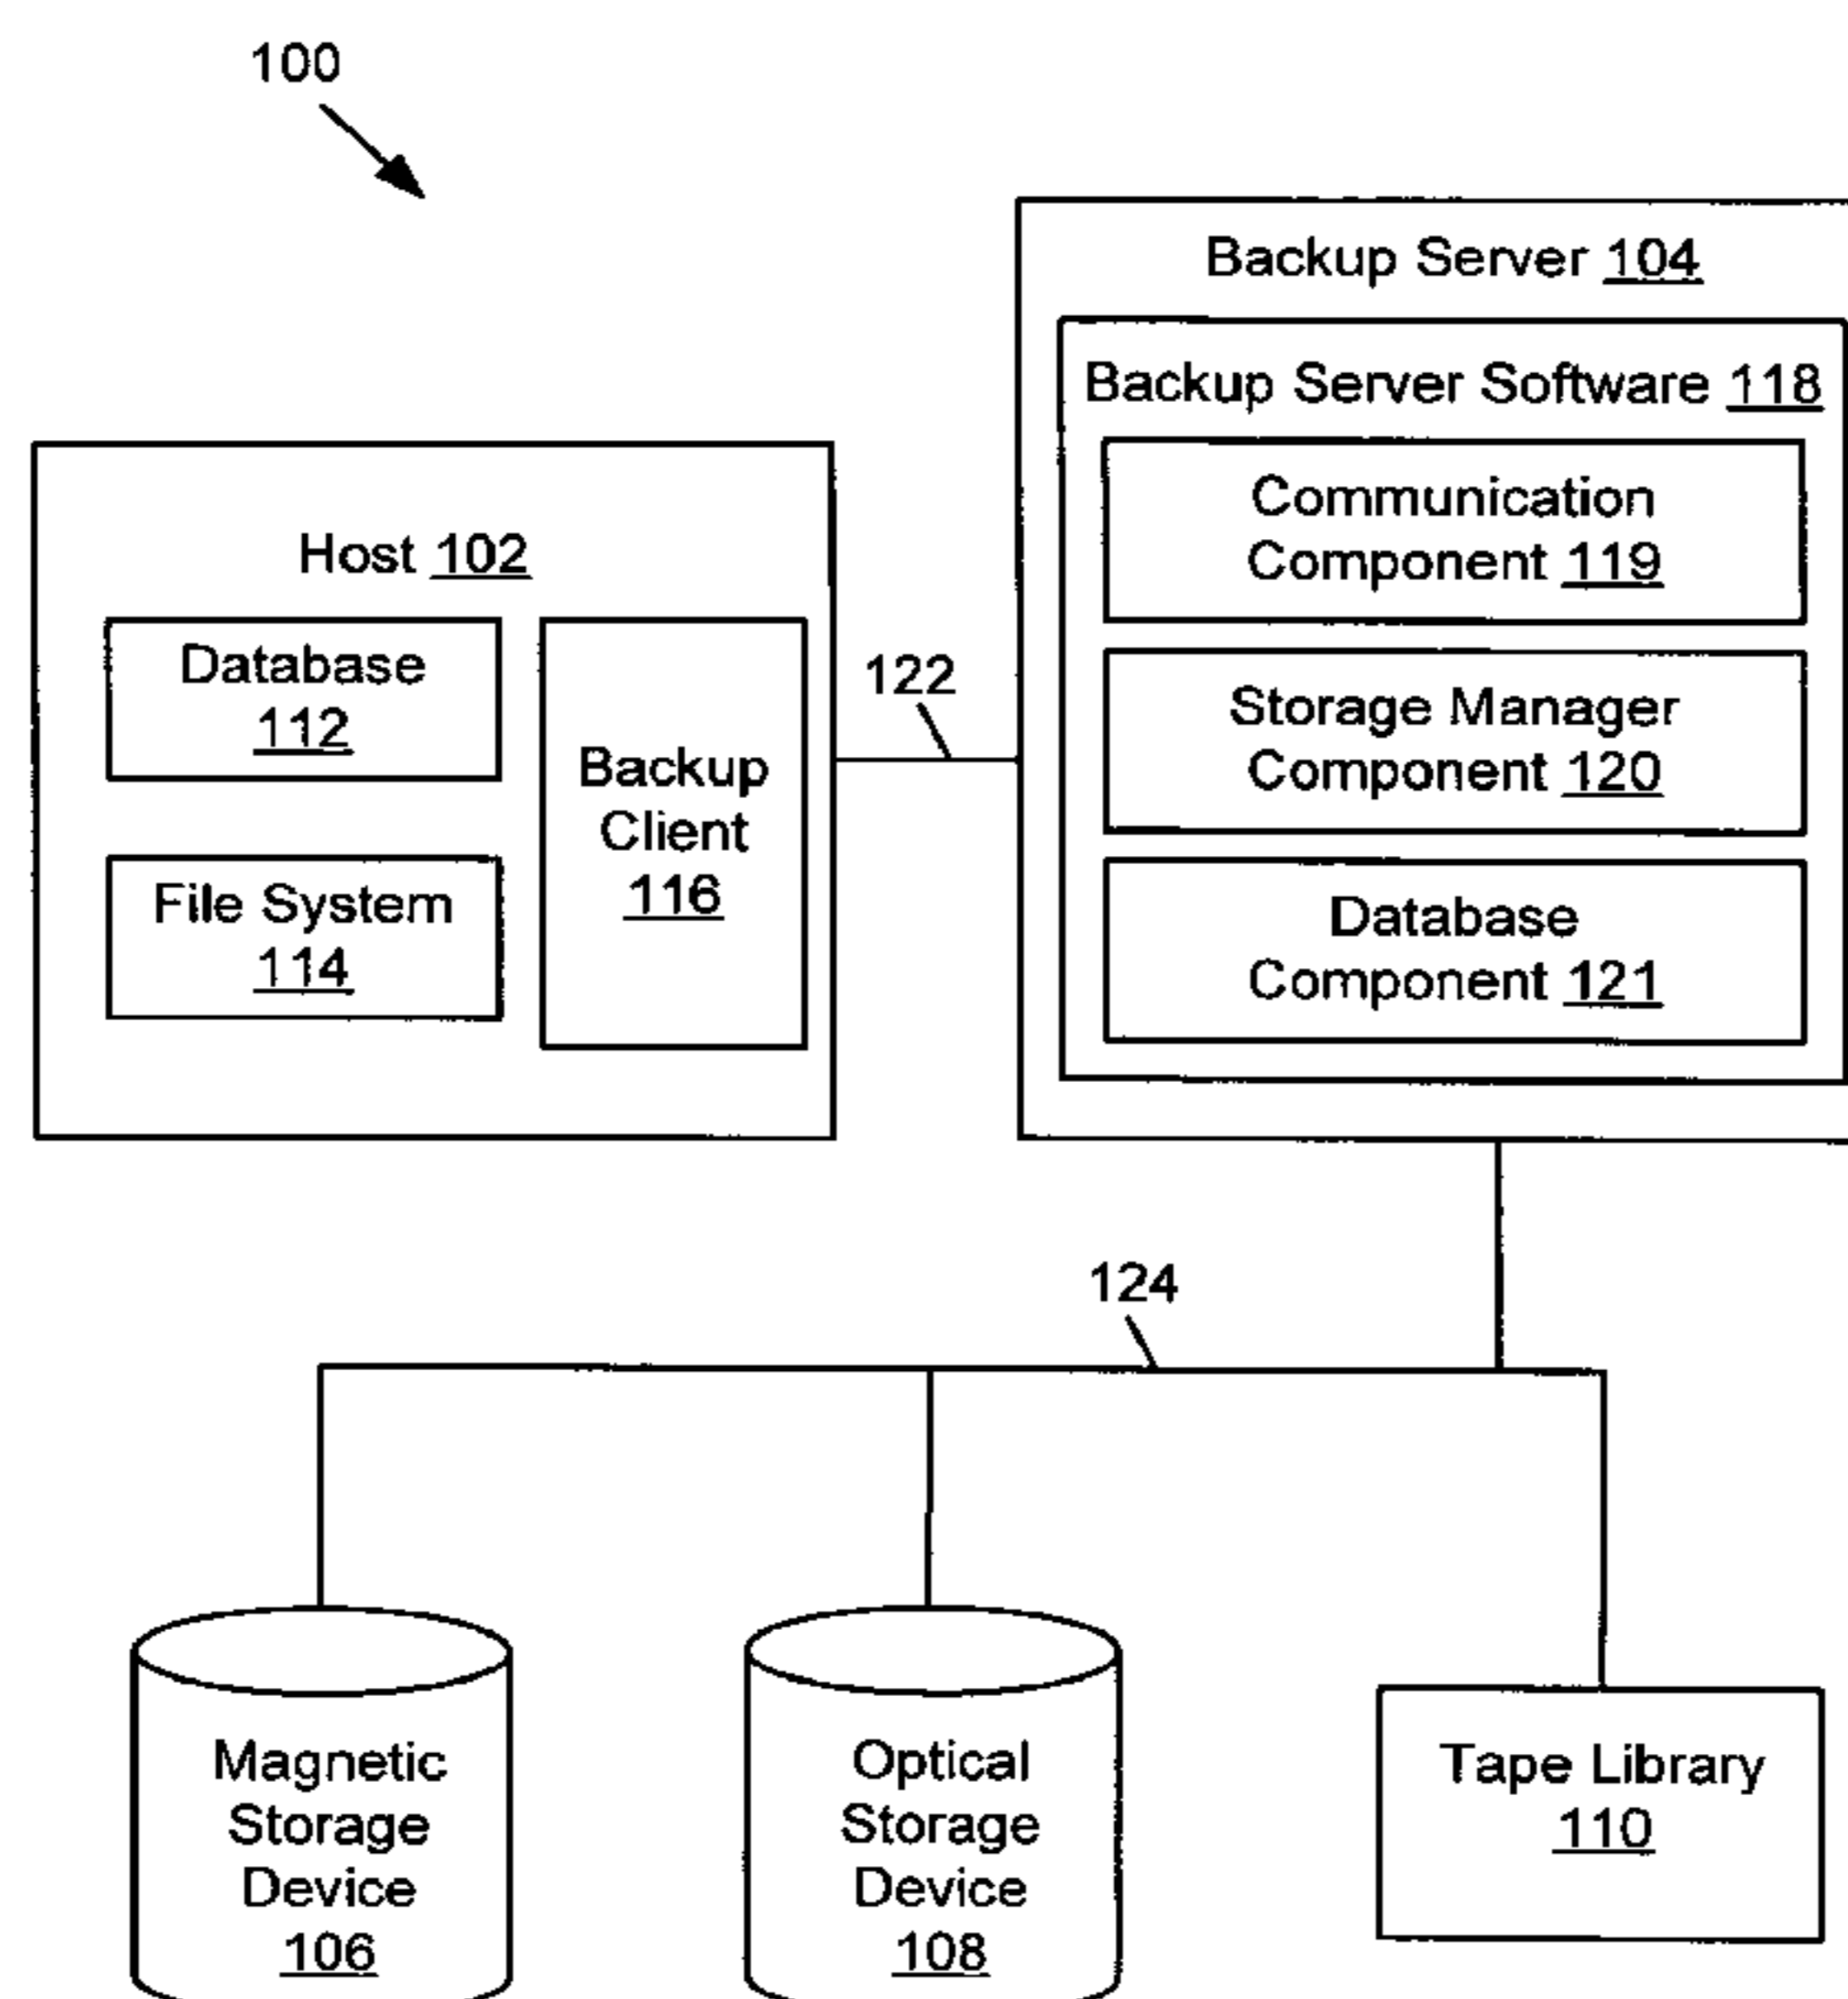 100
Backup Server 104
Backup Server Software 118
Communication
Component 119
Storage Manager
Component 120
Database
Component 121
Host 102
Database
112
File System
114
Backup
Client
116
122
124
Magnetic
Storage
Device
106
Optical
Storage
Device
108
Tape Library
110